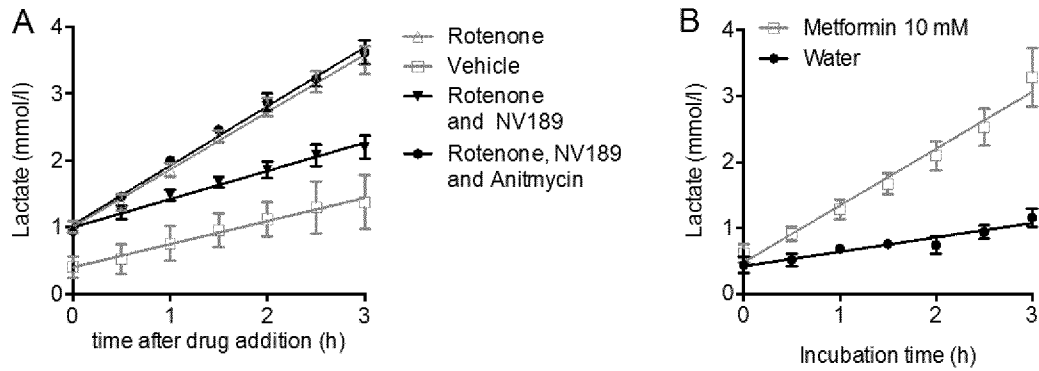 A
Lactate (mmol/l)
4
3
2
1
0
0 1 2 3
time after drug addition (h)
Rotenone
Vehicle
Rotenone
and NV189
Rotenone, NV189
and Anitmycin
B
Lactate (mmol/l)
4
3
2
1
0
0 1 2 3
Incubation time (h)
Metformin 10 mM
Water